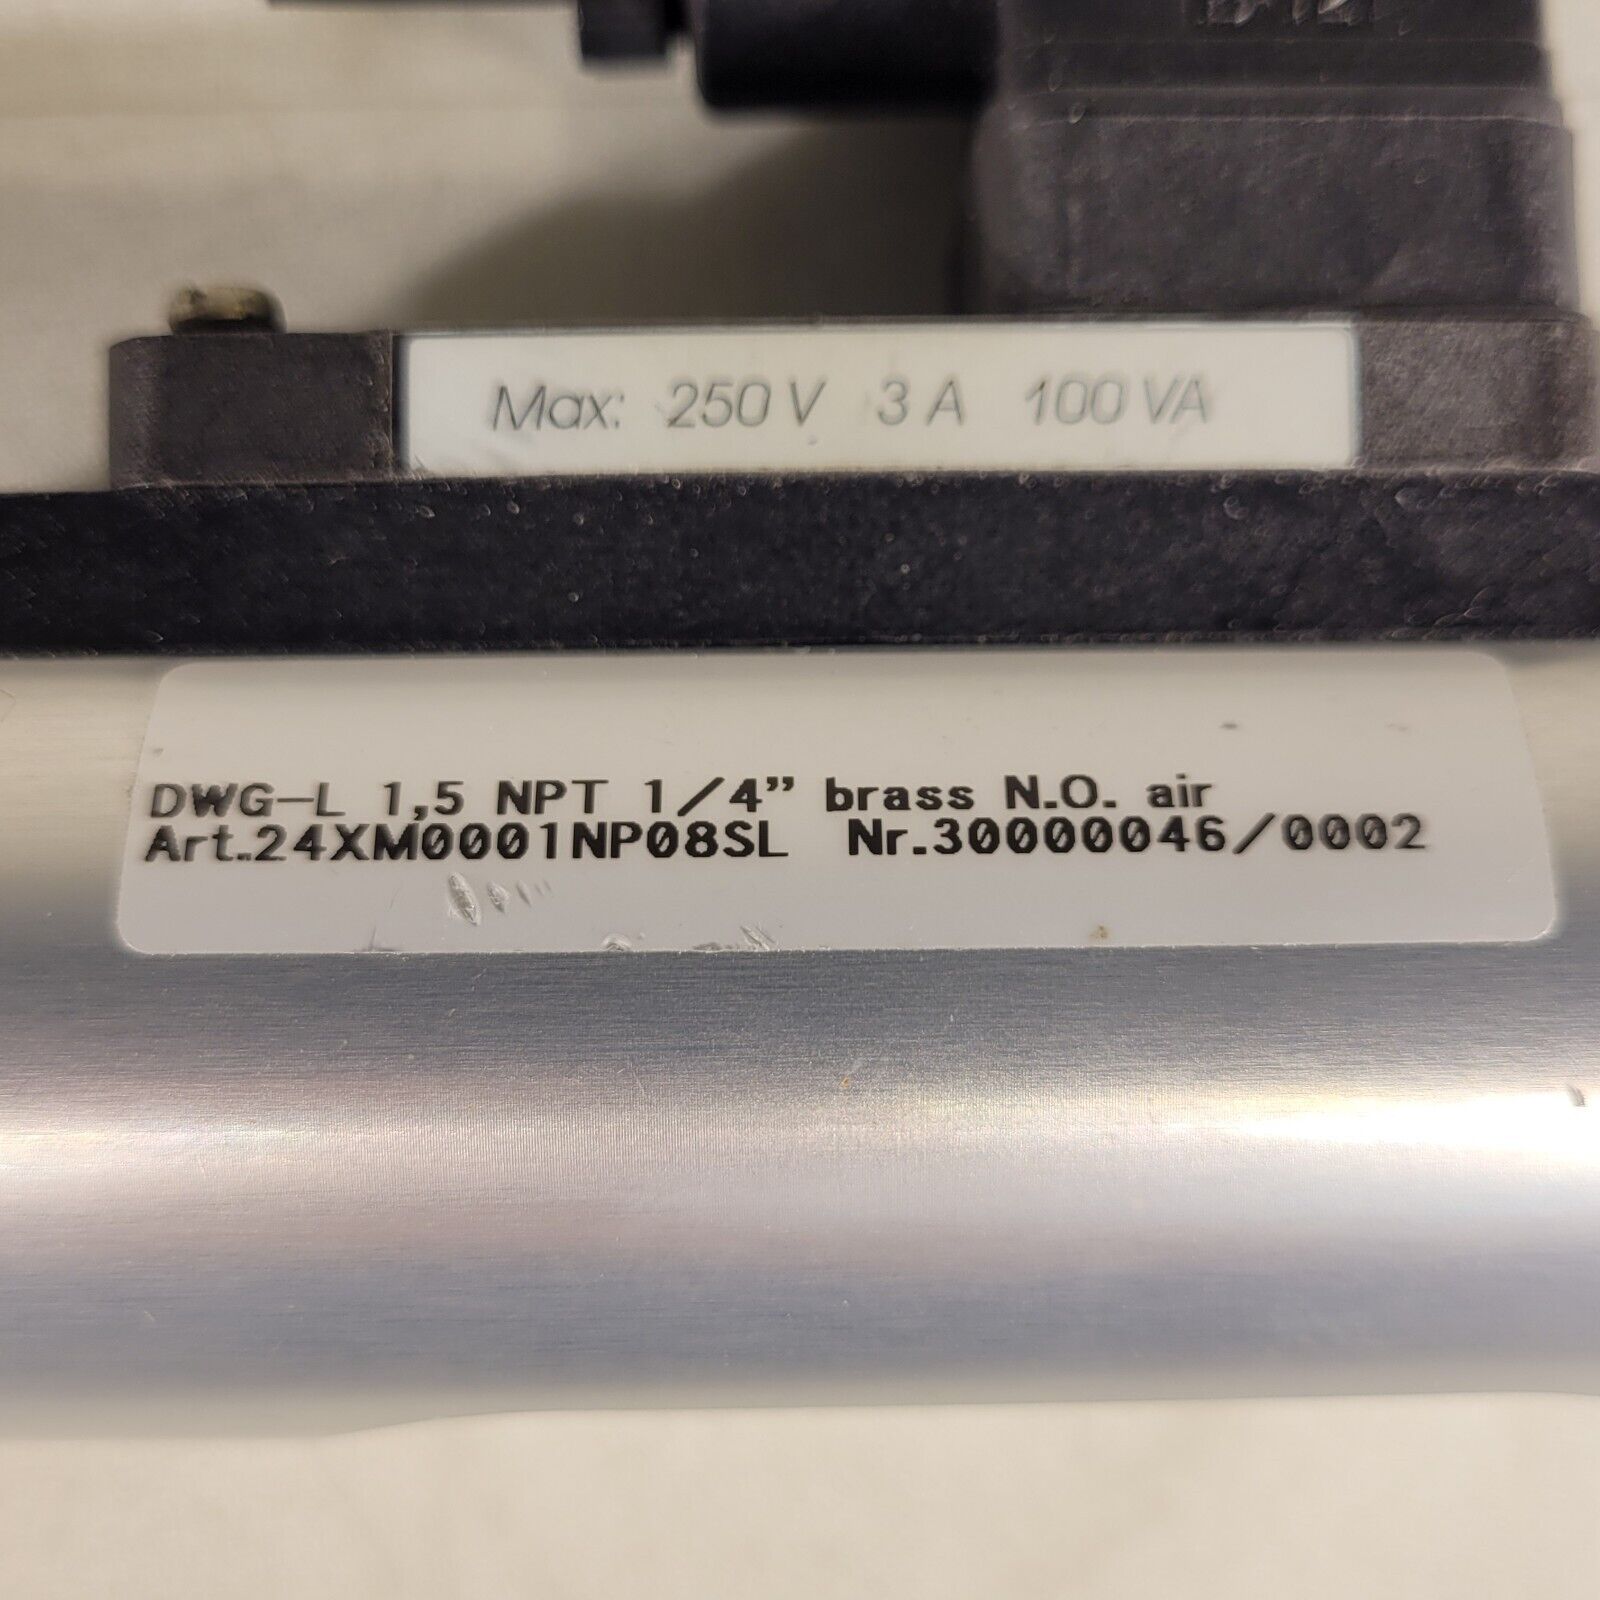 Max: 250 V 3 A 100 VA
DWG-L 1,5 NPT 1/4” brass N.O. air
Art.24XM0001NP08SL Nr.30000046/0002